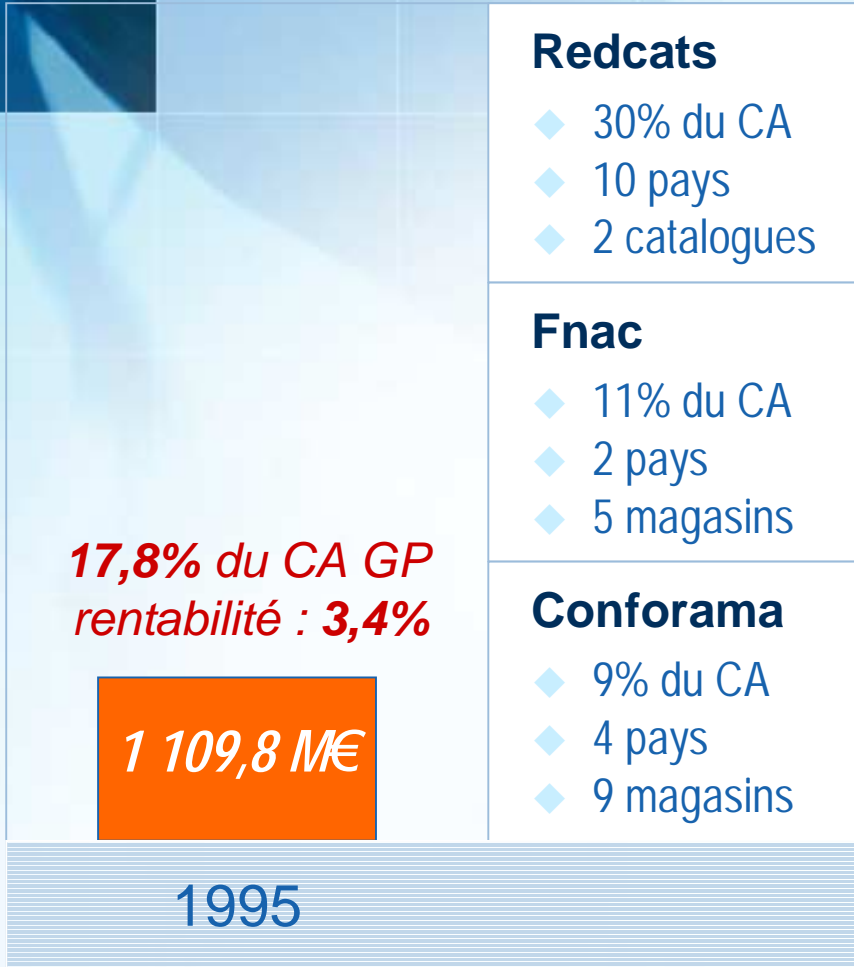 17,8% du CA GP
rentabilité : 3,4%
1 109,8 M€
1995
Redcats
30% du CA
10 pays
2 catalogues
Fnac
11% du CA
2 pays
5 magasins
Conforama
9% du CA
4 pays
9 magasins